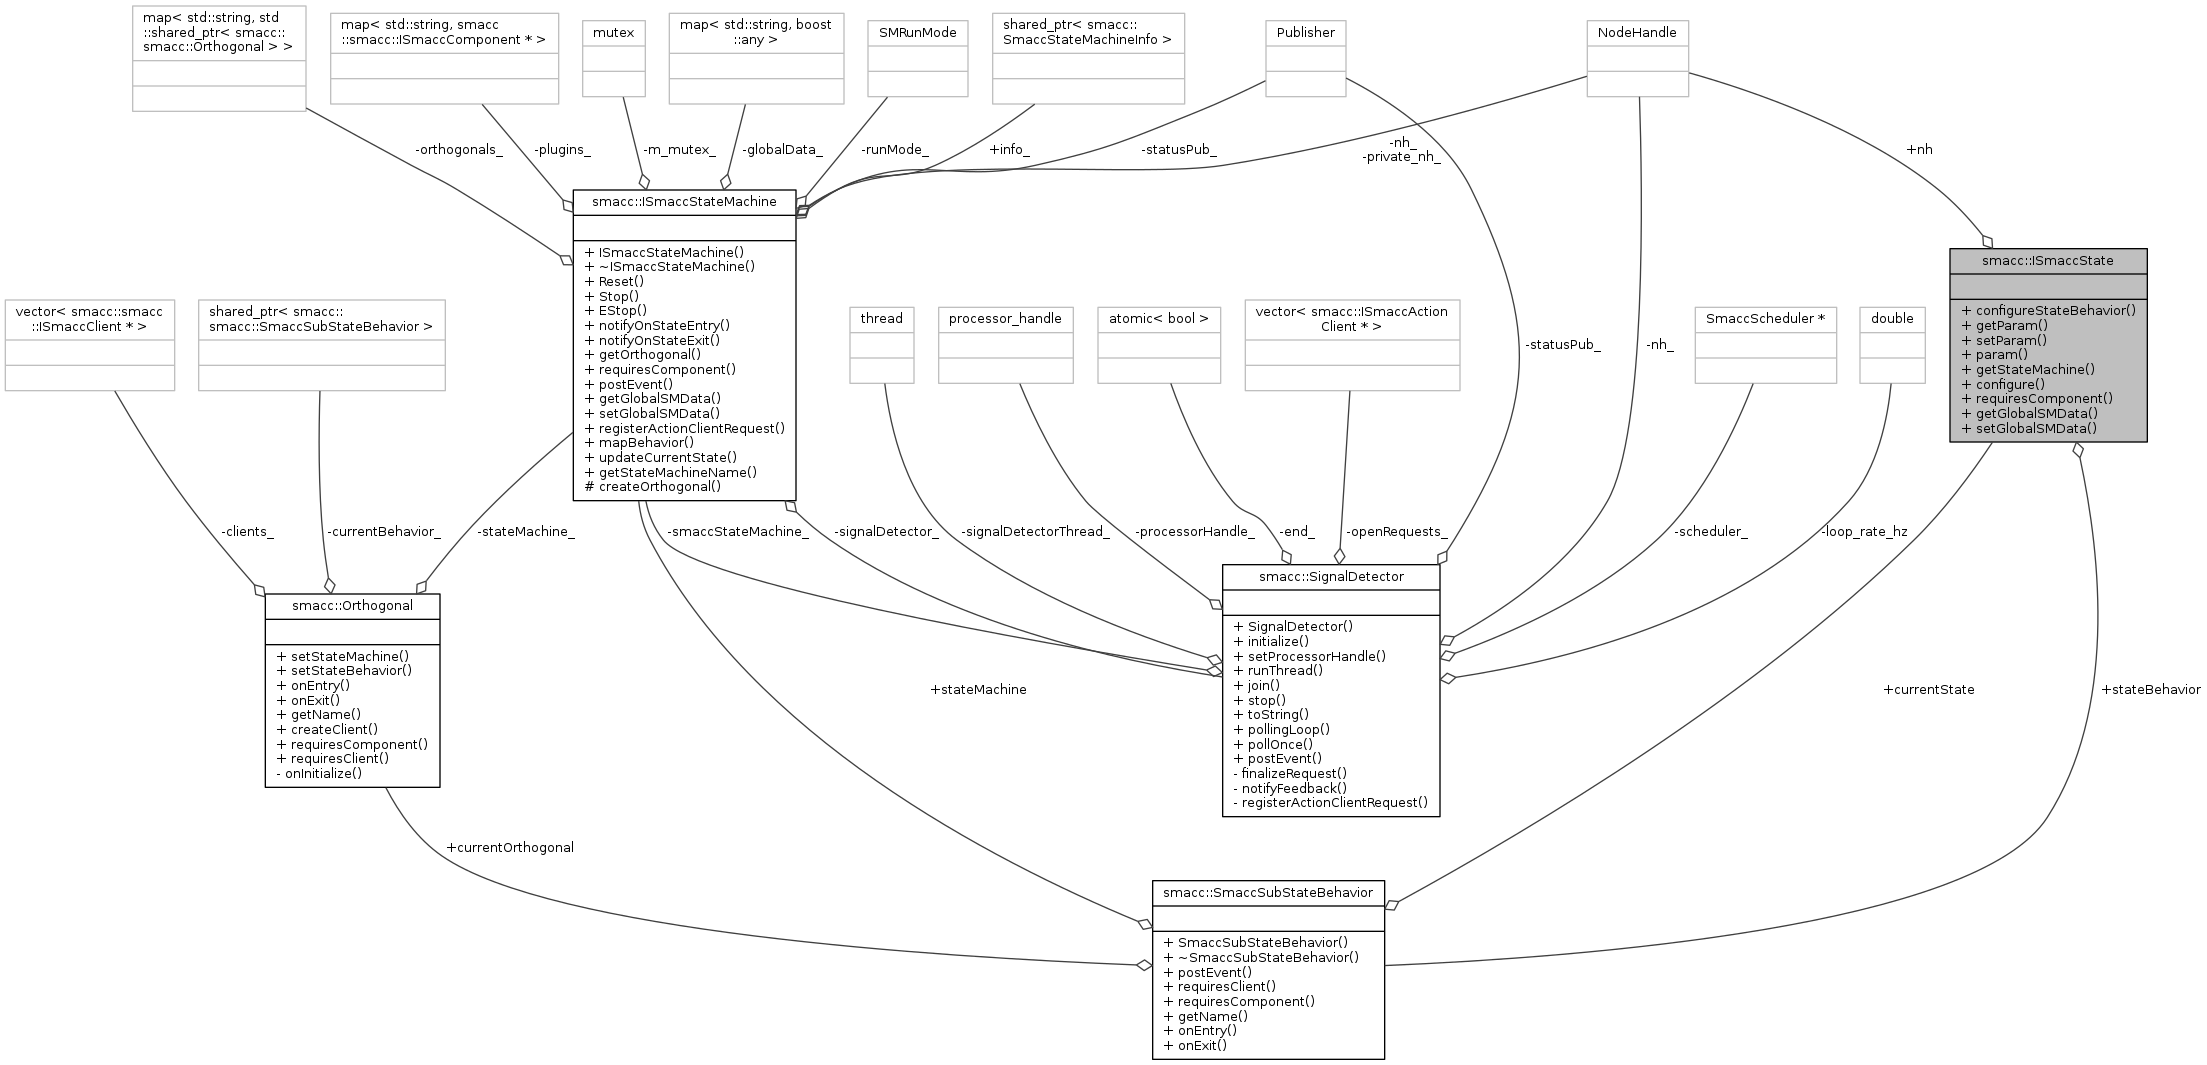 map< std::string, std
::shared_ptr< smacc::
smacc::Orthogonal > >
map< std::string, smacc
::smacc::ISmaccComponent * >
mutex
map< std::string, boost
::any >
SMRunMode
shared_ptr< smacc::
SmaccStateMachineInfo >
Publisher
NodeHandle
-orthogonals_
-plugins_
-m_mutex_
-globalData_
-runMode_
+info_
-statusPub_
-nh_
-private_nh_
+nh
smacc::ISmaccStateMachine
+ ISmaccStateMachine()
+ ~ISmaccStateMachine()
+ Reset()
+ Stop()
+ EStop()
+ notifyOnStateEntry()
+ notifyOnStateExit()
+ getOrthogonal()
+ requiresComponent()
+ postEvent()
+ getGlobalSMData()
+ setGlobalSMData()
+ registerActionClientRequest()
+ mapBehavior()
+ updateCurrentState()
+ getStateMachineName()
# createOrthogonal()
smacc::ISmaccState
+ configureStateBehavior()
+ getParam()
+ setParam()
+ param()
+ getStateMachine()
+ configure()
+ requiresComponent()
+ getGlobalSMData()
+ setGlobalSMData()
vector< smacc::smacc
::ISmaccClient * >
shared_ptr< smacc::
smacc::SmaccSubStateBehavior >
thread
processor_handle
atomic< bool >
vector< smacc::ISmaccAction
Client * >
-statusPub_
-nh_
SmaccScheduler *
double
-clients_
-currentBehavior_
-stateMachine_
-smaccStateMachine_
-signalDetector_
-signalDetectorThread_
-processorHandle_
-end_
-openRequests_
-scheduler_
-loop_rate_hz
smacc::Orthogonal
+ setStateMachine()
+ setStateBehavior()
+ onEntry()
+ onExit()
+ getName()
+ createClient()
+ requiresComponent()
+ requiresClient()
- onInitialize()
smacc::SignalDetector
+ SignalDetector()
+ initialize()
+ setProcessorHandle()
+ runThread()
+ join()
+ stop()
+ toString()
+ pollingLoop()
+ pollOnce()
+ postEvent()
- finalizeRequest()
- notifyFeedback()
- registerActionClientRequest()
+stateMachine
+currentState
+stateBehavior
+currentOrthogonal
smacc::SmaccSubStateBehavior
+ SmaccSubStateBehavior()
+ ~SmaccSubStateBehavior()
+ postEvent()
+ requiresClient()
+ requiresComponent()
+ getName()
+ onEntry()
+ onExit()